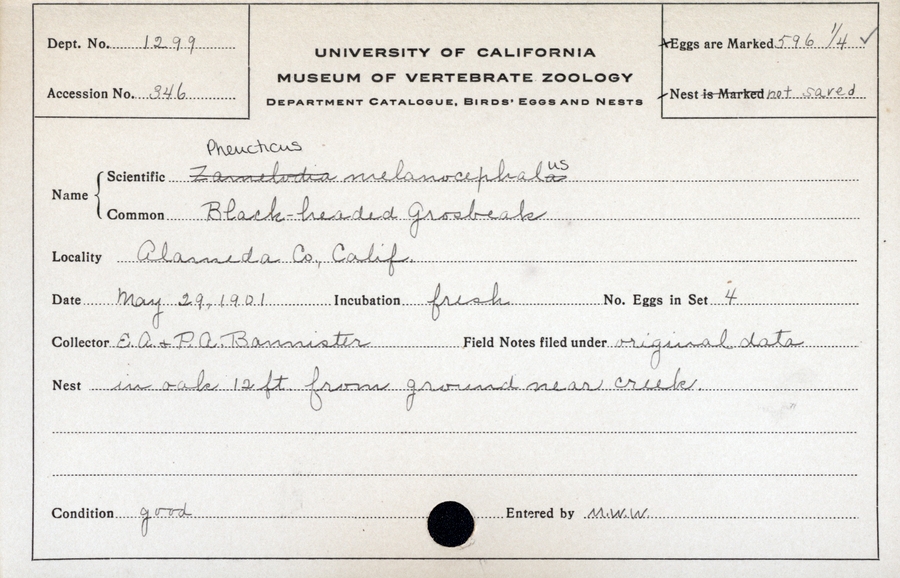 Dept. No. 1299
Accession No. 346
UNIVERSITY OF CALIFORNIA
MUSEUM OF VERTEBRATE ZOOLOGY
DEPARTMENT CATALOGUE, BIRDS' EGGS AND NESTS
Eggs are Marked 596 1/4 ✓
Nest is Marked not saved
Pheucticus
Name { Scientific Zamelodia melanocephala us
Common Black-headed Grosbeak
Locality Alameda Co., Calif.
Date May 29, 1901 Incubation fresh No. Eggs in Set 4
Collector E.A. + P.A. Bannister Field Notes filed under original data
Nest in oak 12 ft from ground near creek.
Condition good Entered by M.W.W.